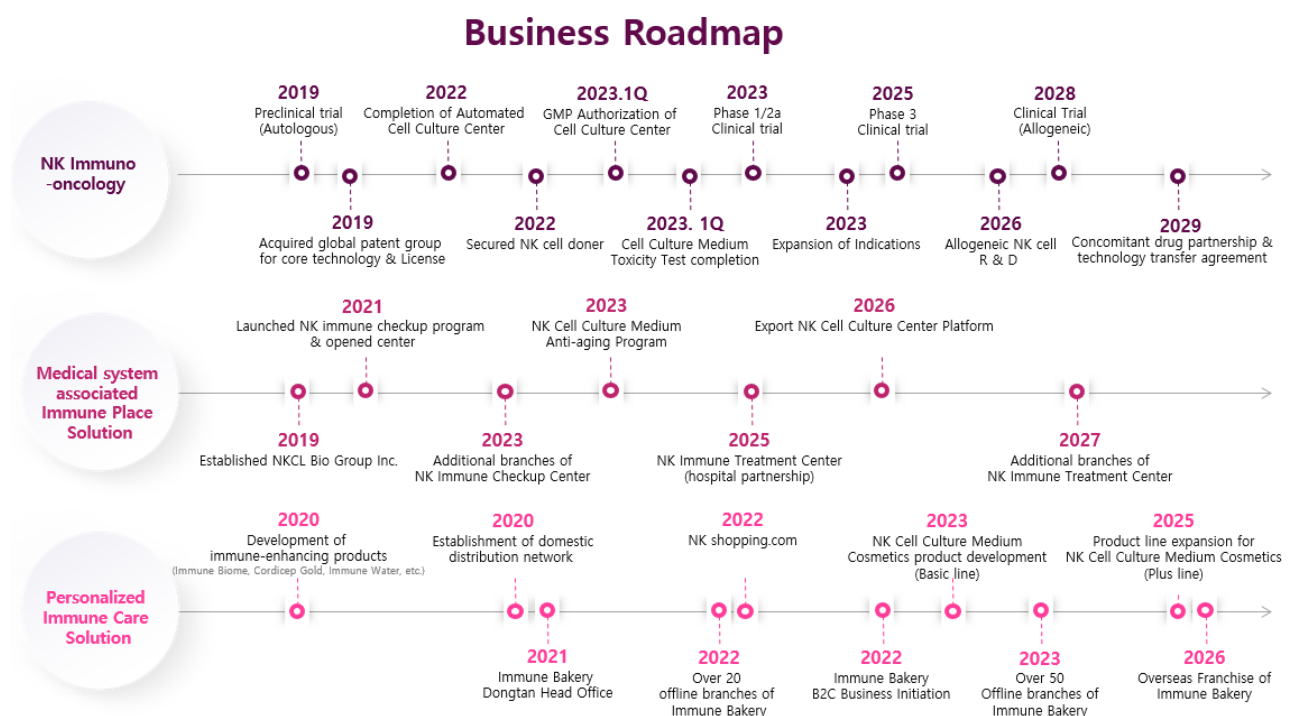 Business Roadmap
NK Immuno
-oncology
2019
Preclinical trial
(Autologous)
2019
Acquired global patent group
for core technology & License
2022
Completion of Automated
Cell Culture Center
2022
Secured NK cell doner
2023.1Q
GMP Authorization of
Cell Culture Center
2023. 1Q
Cell Culture Medium
Toxicity Test completion
2023
Phase 1/2a
Clinical trial
2023
Expansion of Indications
2025
Phase 3
Clinical trial
2026
Allogeneic NK cell
R & D
2028
Clinical Trial
(Allogeneic)
2029
Concomitant drug partnership &
technology transfer agreement
Medical system
associated
Immune Place
Solution
2019
Established NKCL Bio Group Inc.
2021
Launched NK immune checkup program
& opened center
2023
Additional branches of
NK Immune Checkup Center
2023
NK Cell Culture Medium
Anti-aging Program
2025
NK Immune Treatment Center
(hospital partnership)
2026
Export NK Cell Culture Center Platform
2027
Additional branches of
NK Immune Treatment Center
Personalized
Immune Care
Solution
2020
Development of
immune-enhancing products
(Immune Biome, Cordicep Gold, Immune Water, etc.)
2020
Establishment of domestic
distribution network
2021
Immune Bakery
Dongtan Head Office
2022
Over 20
offline branches of
Immune Bakery
2022
NK shopping.com
2022
Immune Bakery
B2C Business Initiation
2023
NK Cell Culture Medium
Cosmetics product development
(Basic line)
2023
Over 50
Offline branches of
Immune Bakery
2025
Product line expansion for
NK Cell Culture Medium Cosmetics
(Plus line)
2026
Overseas Franchise of
Immune Bakery